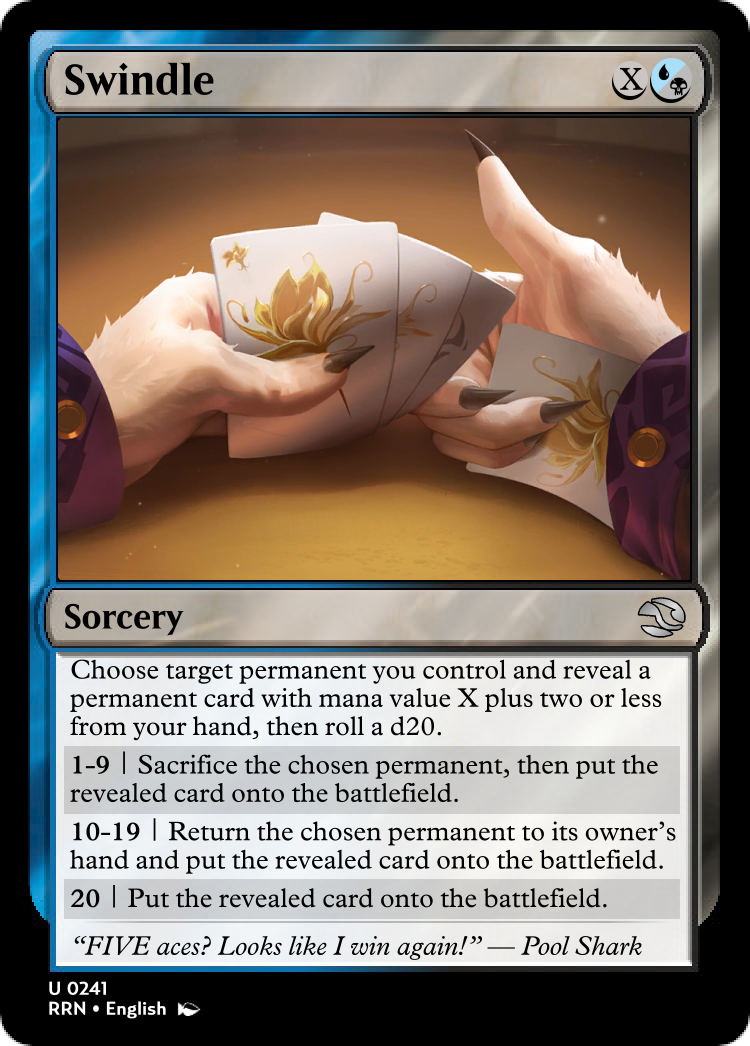 Swindle X
Sorcery
Choose target permanent you control and reveal a
permanent card with mana value X plus two or less
from your hand, then roll a d20.
1-9 | Sacrifice the chosen permanent, then put the
revealed card onto the battlefield.
10-19 | Return the chosen permanent to its owner’s
hand and put the revealed card onto the battlefield.
20 | Put the revealed card onto the battlefield.
“FIVE aces? Looks like I win again!” — Pool Shark
U 0241
RRN • English